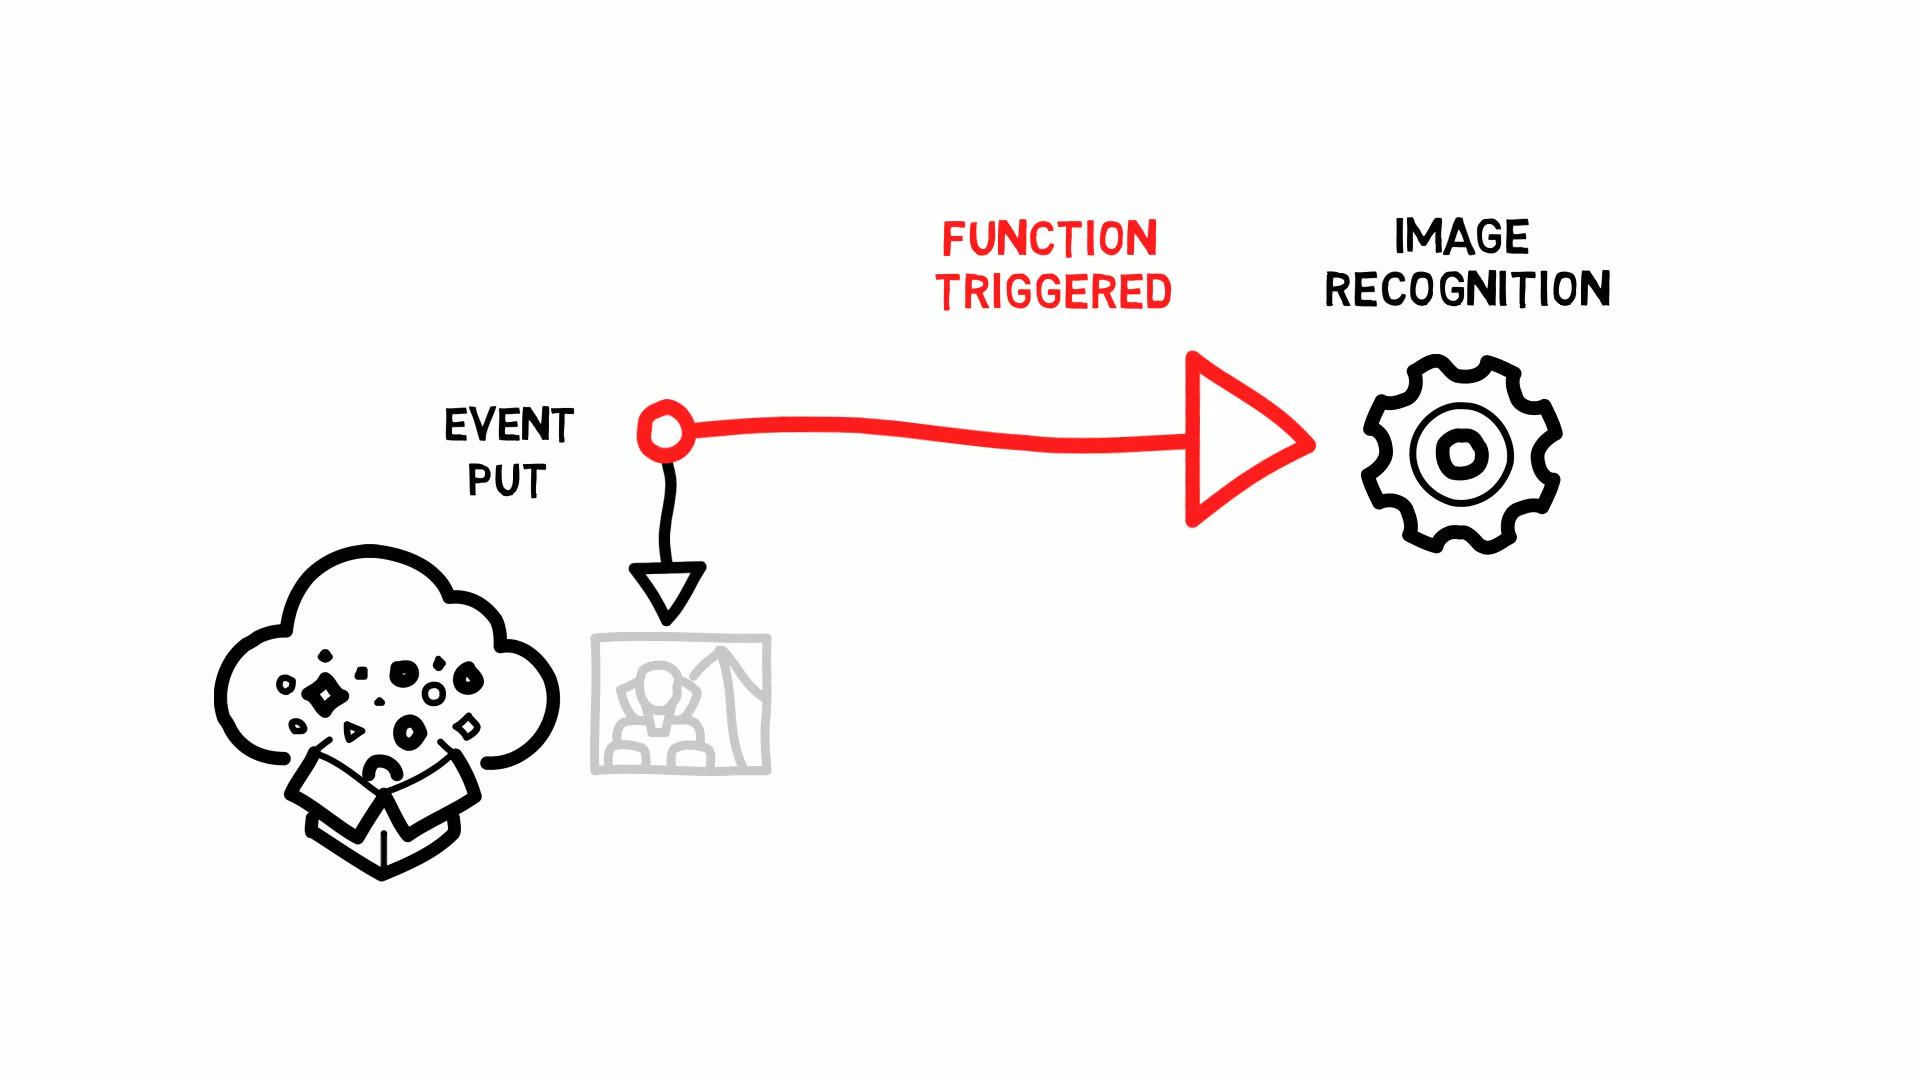 FUNCTION
TRIGGERED
IMAGE
RECOGNITION
EVENT
PUT